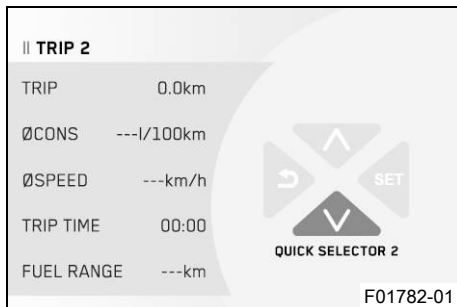 II TRIP 2
TRIP 0.0km
ØCONS ---l/100km
ØSPEED ---km/h
TRIP TIME 00:00
FUEL RANGE ---km
SET
QUICK SELECTOR 2
F01782-01